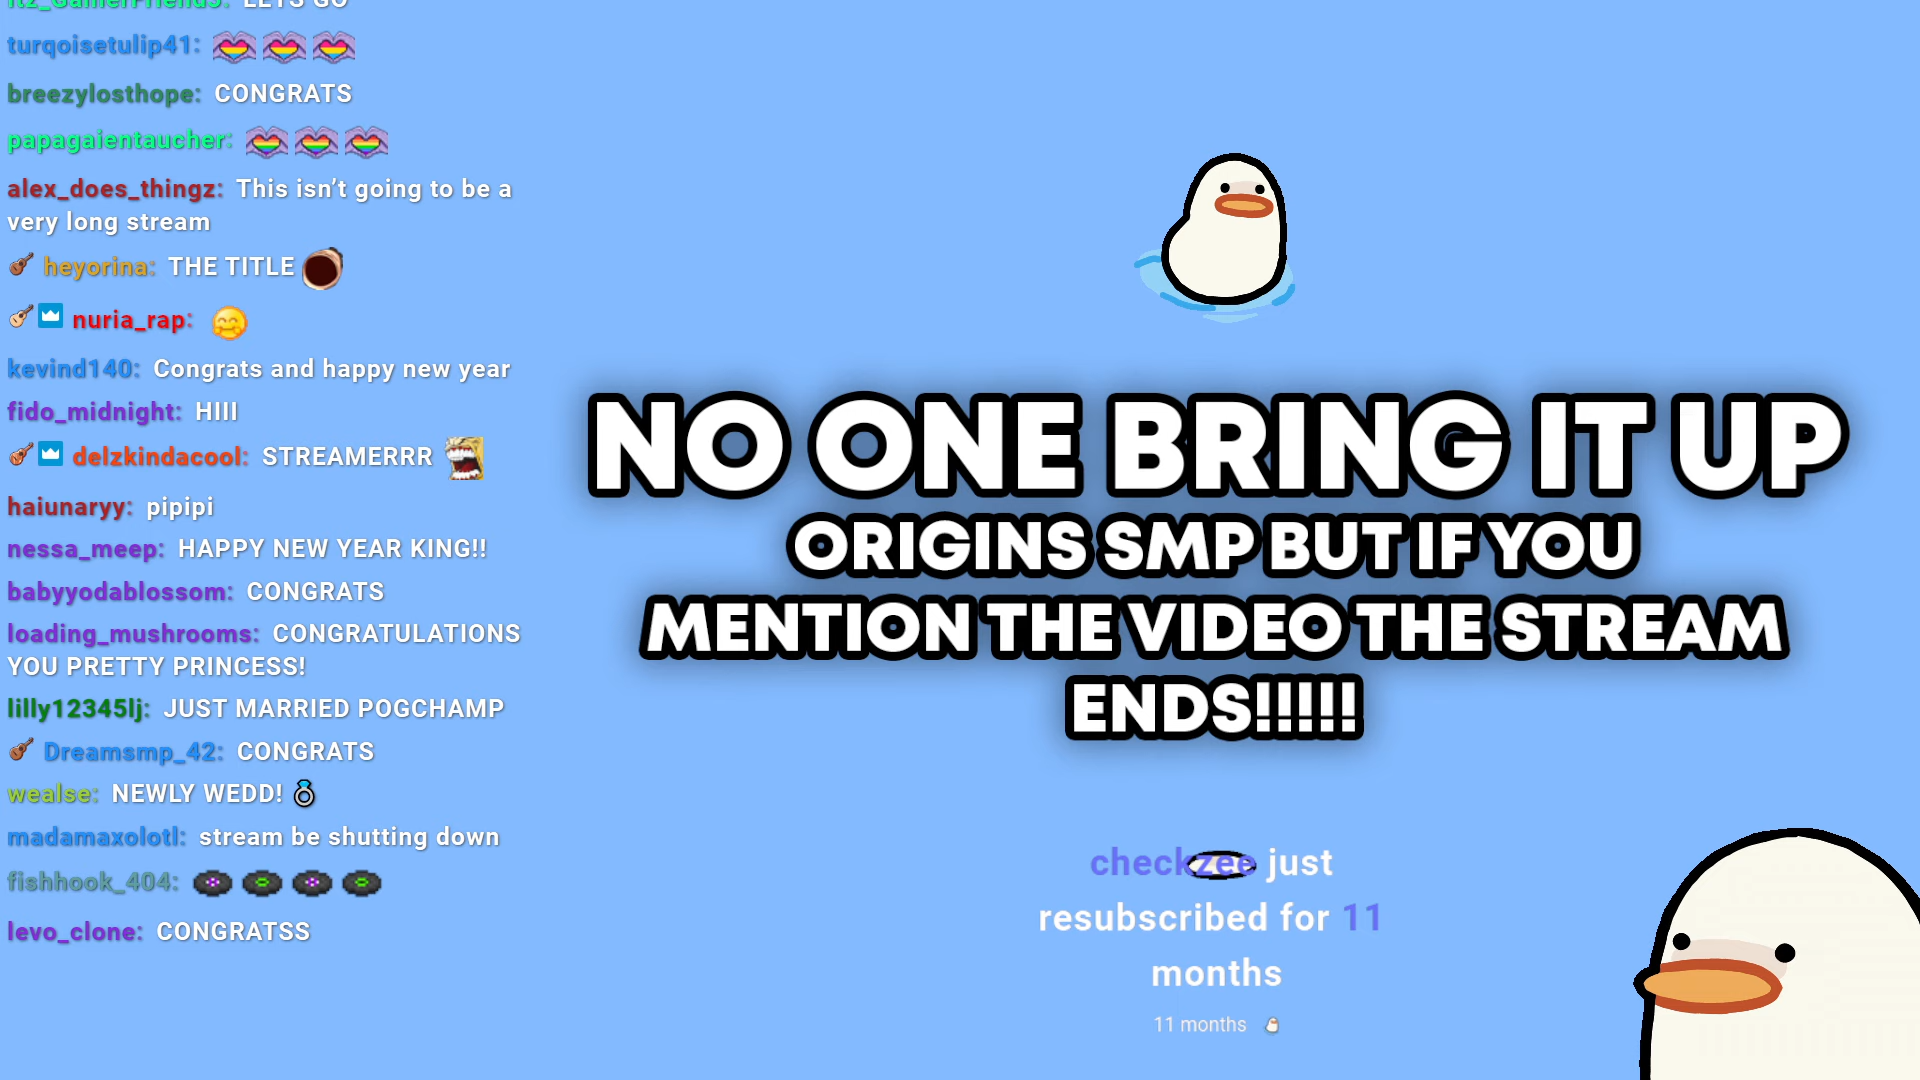 itz_GamerFriend3: LETS GO
turqoisetulip41:
breezylosthope: CONGRATS
papagaientaucher:
alex_does_thingz: This isn’t going to be a
very long stream
heyorina: THE TITLE
nuria_rap:
kevind140: Congrats and happy new year
fido_midnight: HIII
delzkindacool: STREAMERRR
haiunaryy: pipipi
nessa_meep: HAPPY NEW YEAR KING!!
babyyodablossom: CONGRATS
loading_mushrooms: CONGRATULATIONS
YOU PRETTY PRINCESS!
lilly12345lj: JUST MARRIED POGCHAMP
Dreamsmp_42: CONGRATS
wealse: NEWLY WEDD!
madamaxolotl: stream be shutting down
fishhook_404:
levo_clone: CONGRATSS
NO ONE BRING IT UP
ORIGINS SMP BUT IF YOU
MENTION THE VIDEO THE STREAM
ENDS!!!!!
checkzee just
resubscribed for 11
months
11 months